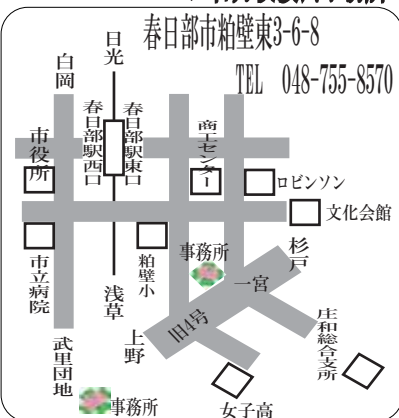 春日部市粕壁東3-6-8
TEL 048-755-8570
日光
白岡
春日部駅西口
春日部駅東口
商工センター
市役所
ロビンソン
文化会館
市立病院
粕壁小
事務所
杉戸
一宮
浅草
旧4号
上野
庄和総合支所
武里団地
事務所
女子高